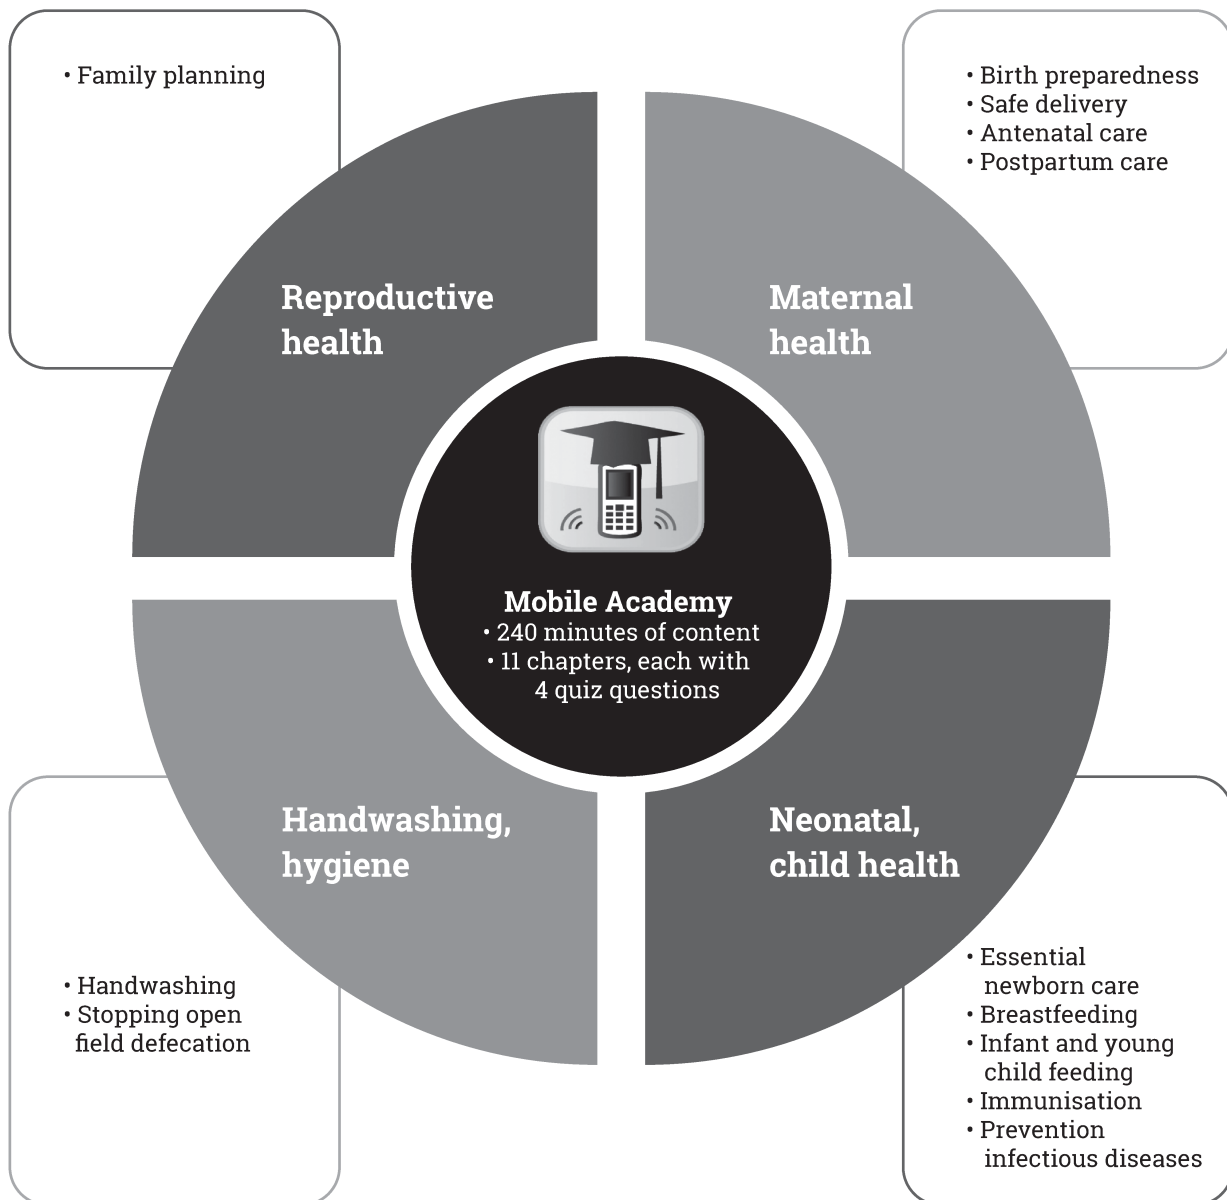 • Family planning
• Birth preparedness
• Safe delivery
• Antenatal care
• Postpartum care
Reproductive
health
Maternal
health
Mobile Academy
• 240 minutes of content
• 11 chapters, each with
4 quiz questions
Handwashing,
hygiene
Neonatal,
child health
• Handwashing
• Stopping open
field defecation
• Essential
newborn care
• Breastfeeding
• Infant and young
child feeding
• Immunisation
• Prevention
infectious diseases